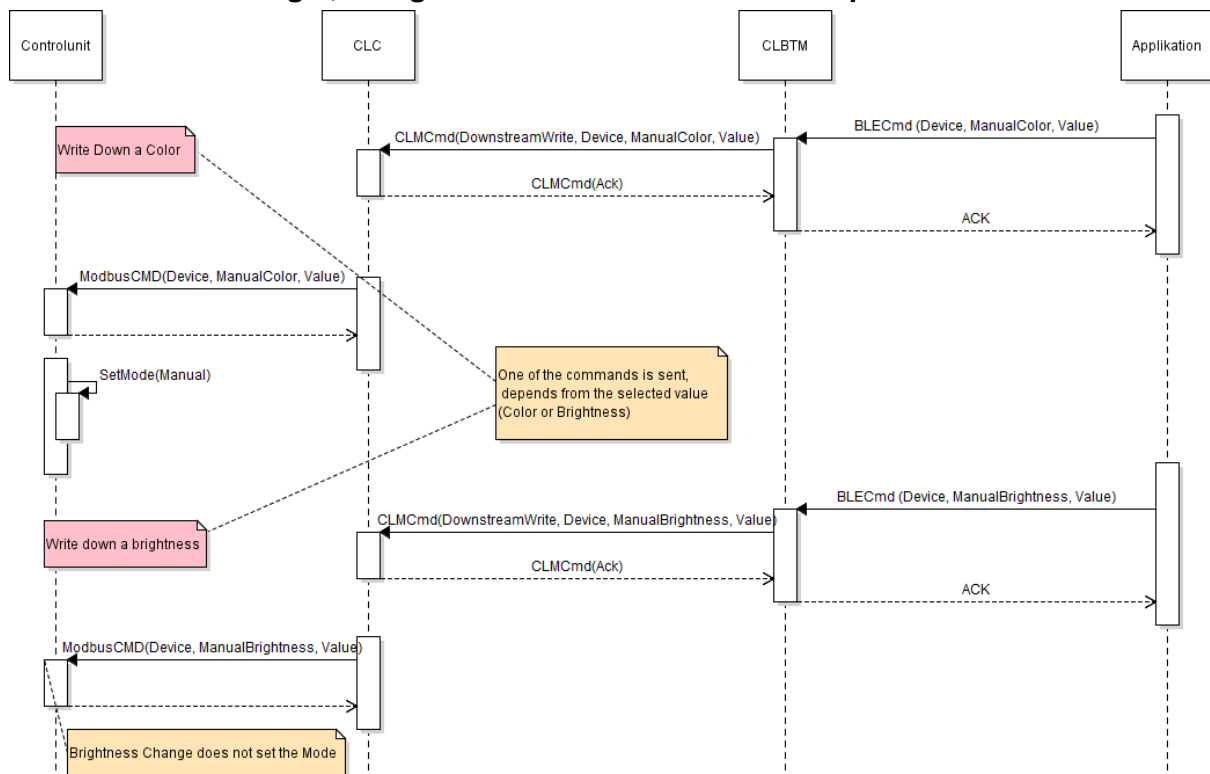 Controlunit
CLC
CLBTM
Applikation
Write Down a Color
CLMCmd(DownstreamWrite, Device, ManualColor, Value)
BLECmd (Device, ManualColor, Value)
CLMCmd(Ack)
ACK
ModbusCMD(Device, ManualColor, Value)
SetMode(Manual)
One of the commands is sent,
depends from the selected value
(Color or Brightness)
BLECmd (Device, ManualBrightness, Value)
CLMCmd(DownstreamWrite, Device, ManualBrightness, Value)
Write down a brightness
CLMCmd(Ack)
ACK
ModbusCMD(Device, ManualBrightness, Value)
Brightness Change does not set the Mode